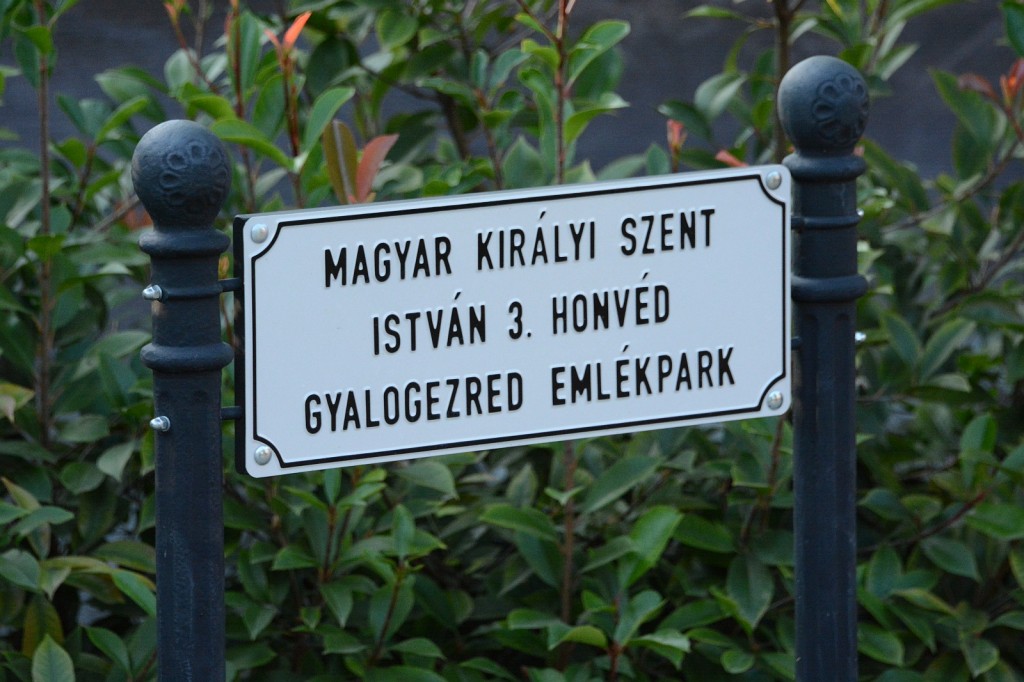 MAGYAR KIRÁLYI SZENT
ISTVÁN 3. HONVÉD
GYALOGEZRED EMLÉKPARK